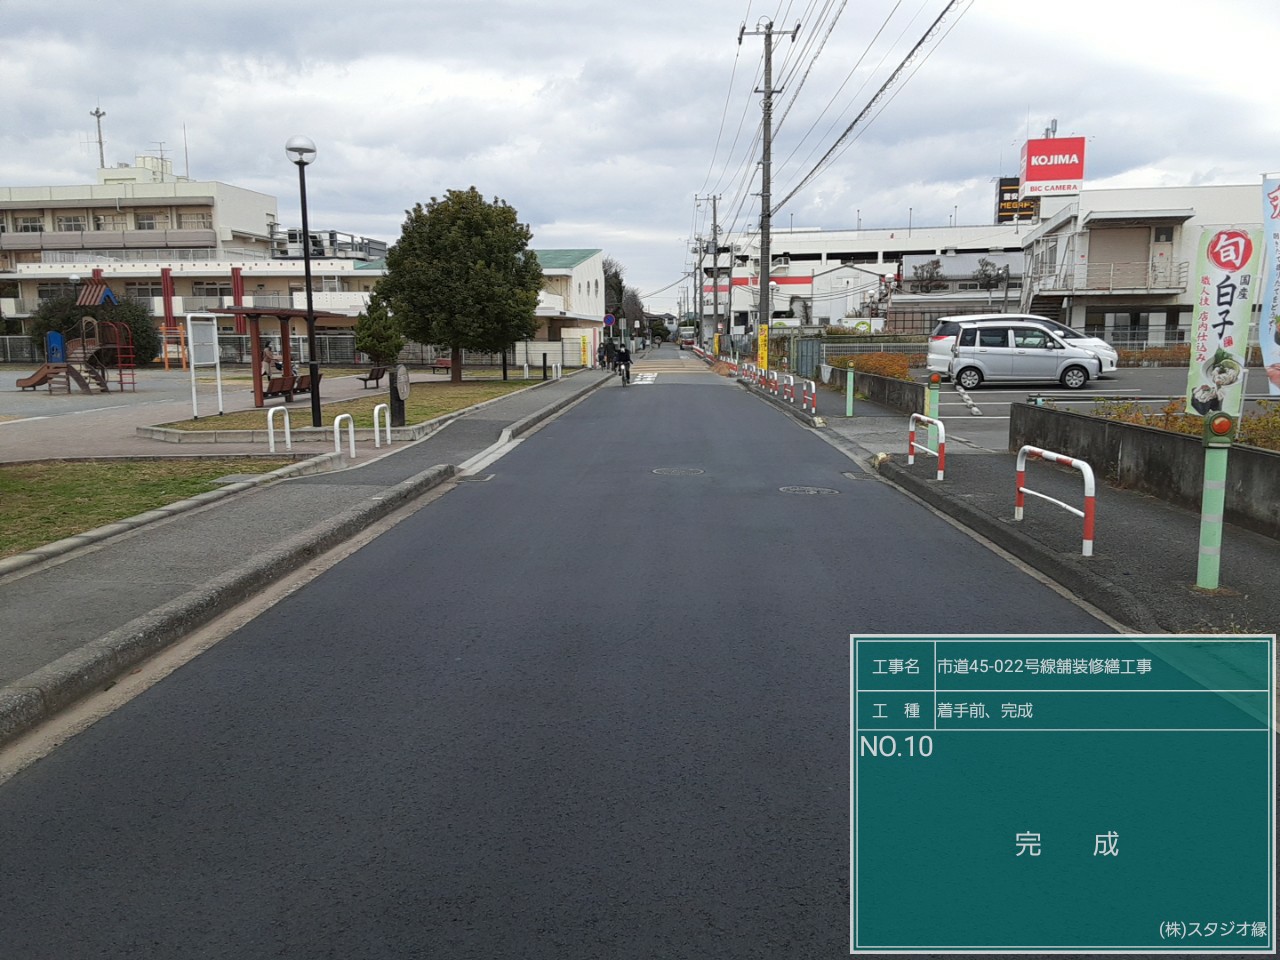 KOJIMA
BIC CAMERA
MEGA
旬
国産
白子
職人技 店内仕込み
工事名 市道45-022号線舗装修繕工事
工 種 着手前、完成
NO.10
完 成
(株)スタジオ縁